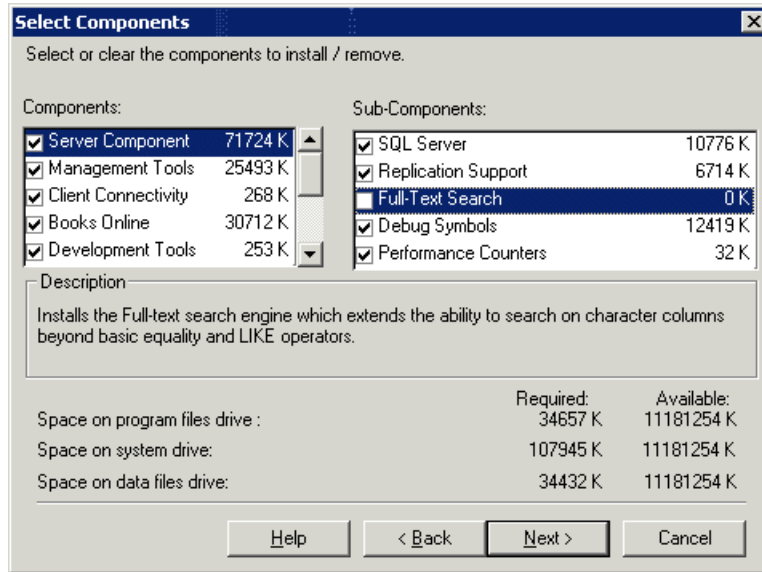 Select Components
Select or clear the components to install / remove.
Components:
Server Component 71724 K
Management Tools 25493 K
Client Connectivity 268 K
Books Online 30712 K
Development Tools 253 K
Sub-Components:
SQL Server 10776 K
Replication Support 6714 K
Full-Text Search 0 K
Debug Symbols 12419 K
Performance Counters 32 K
Description
Installs the Full-text search engine which extends the ability to search on character columns
beyond basic equality and LIKE operators.
Required: Available:
Space on program files drive : 34657 K 11181254 K
Space on system drive: 107945 K 11181254 K
Space on data files drive: 34432 K 11181254 K
Help < Back Next > Cancel